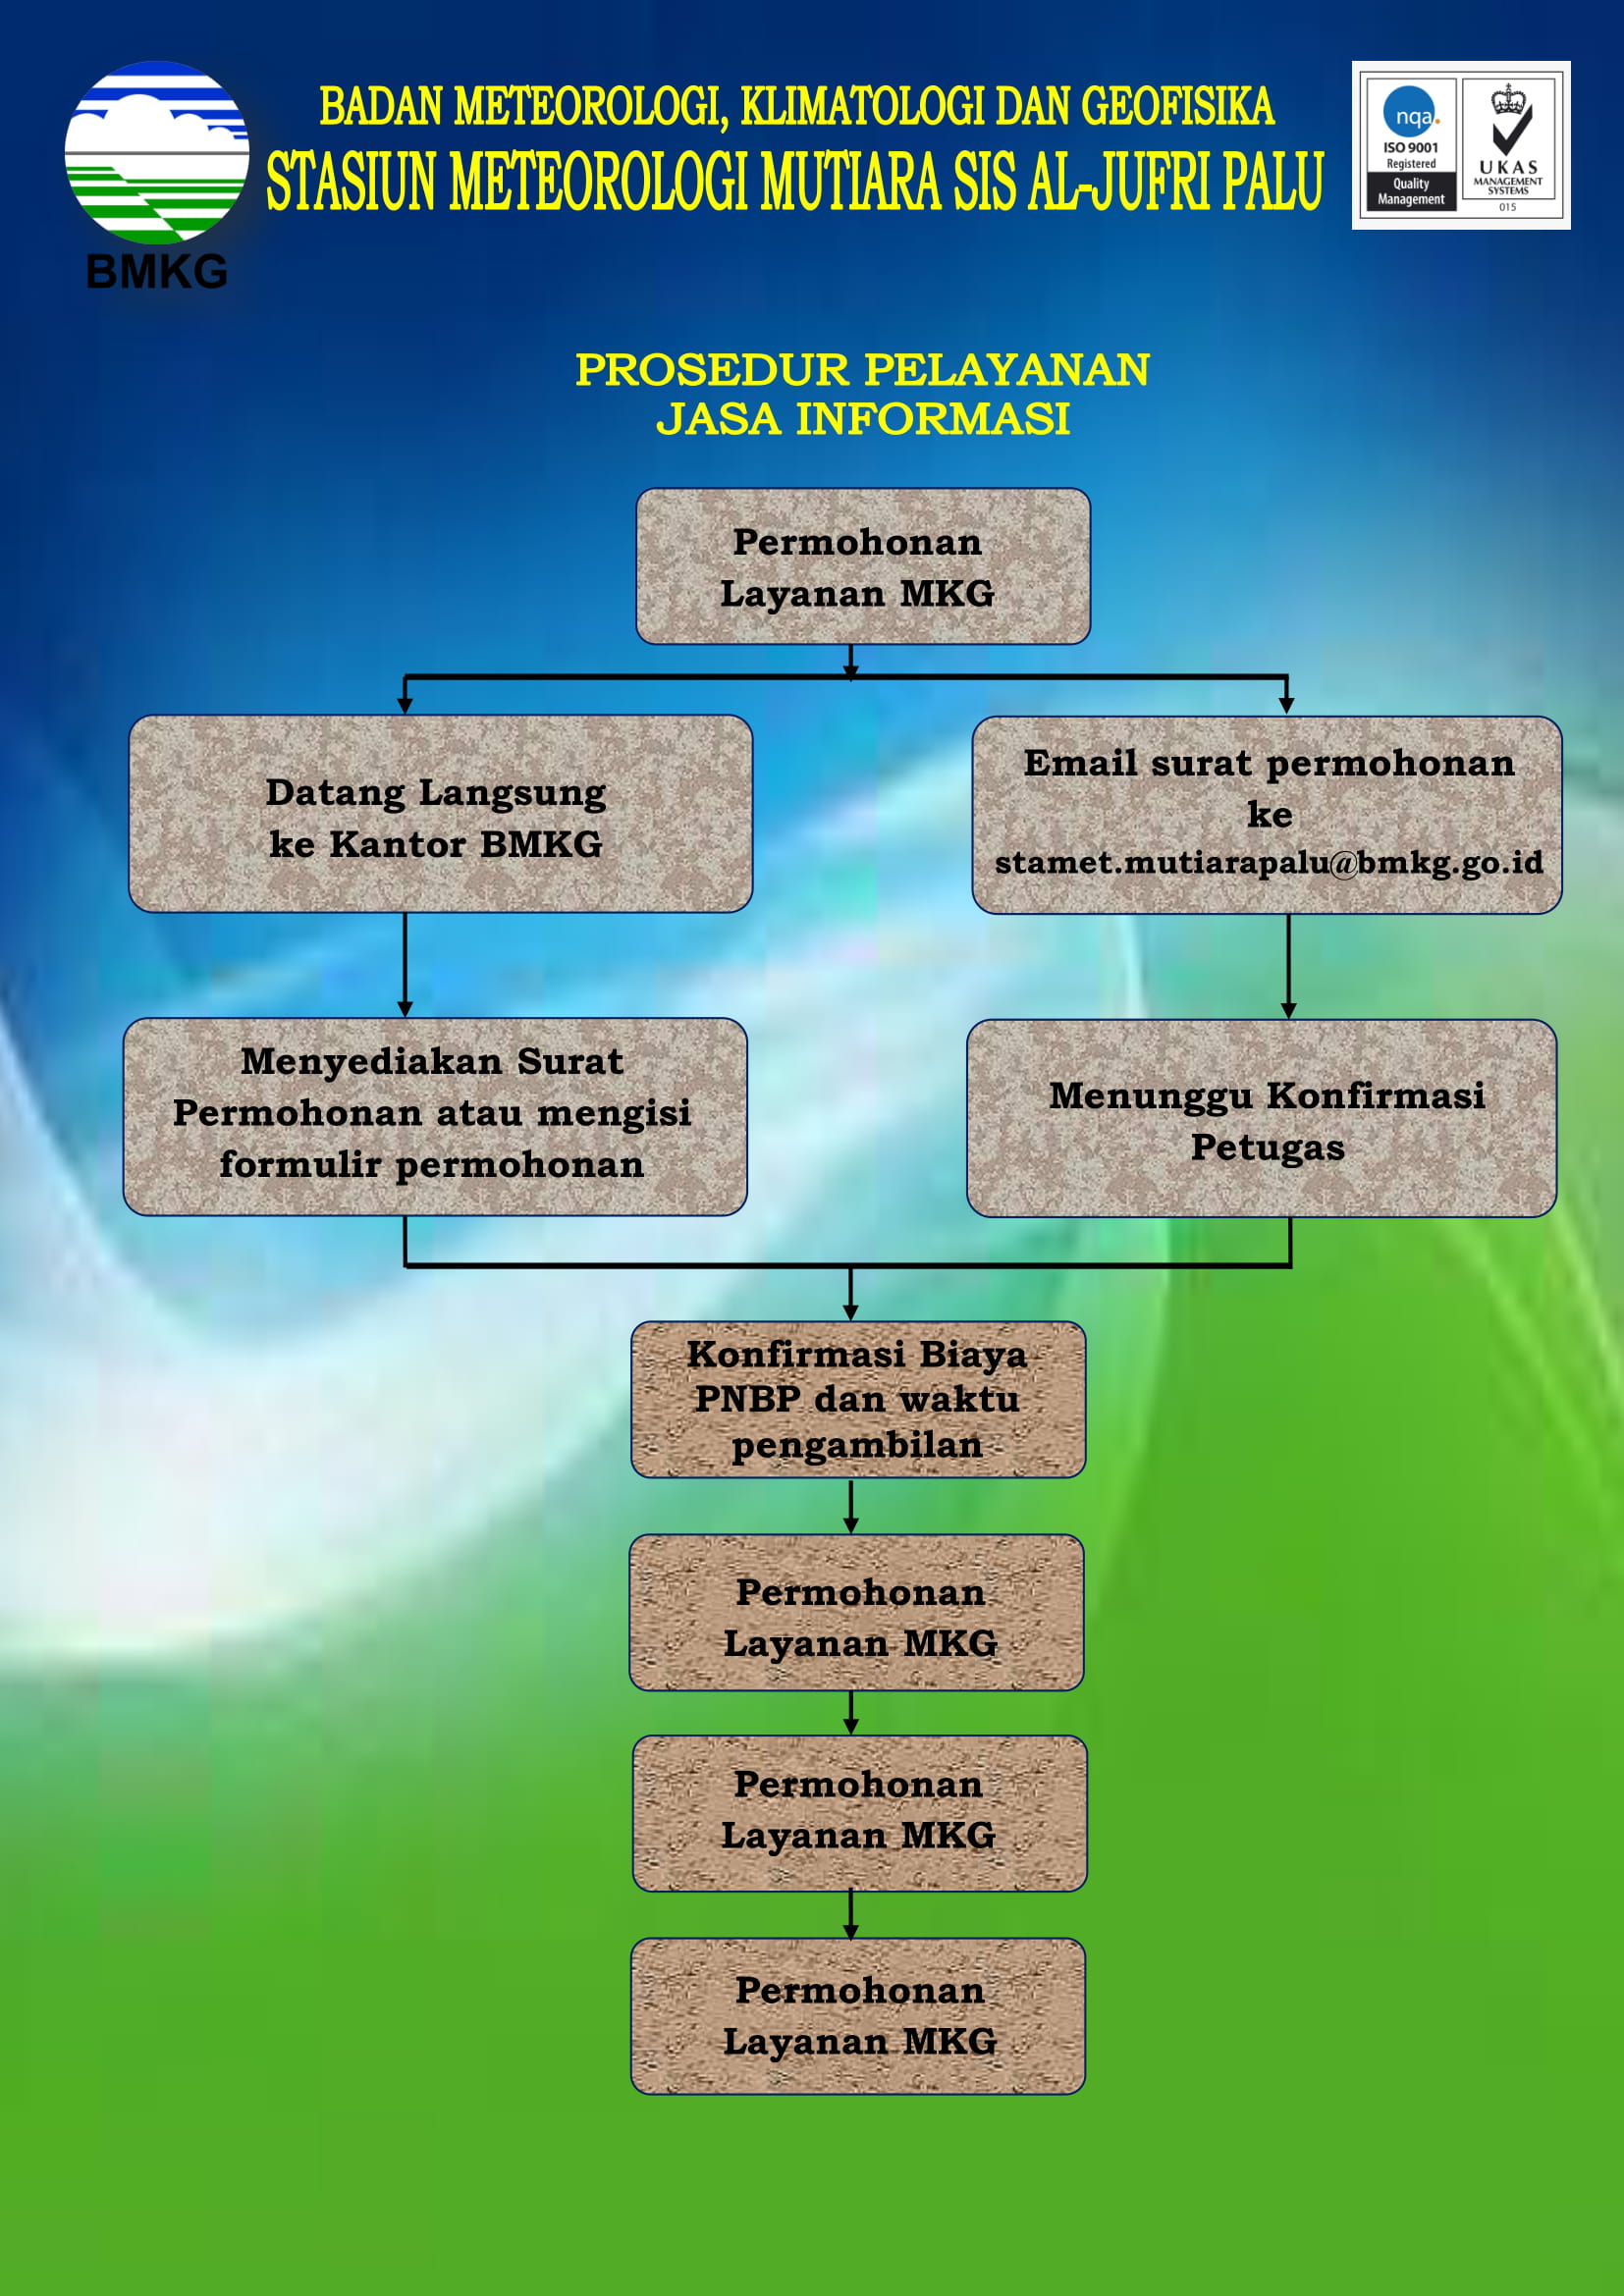 BADAN METEOROLOGI, KLIMATOLOGI DAN GEOFISIKA
STASIUN METEOROLOGI MUTIARA SIS AL-JUFRI PALU
BMKG
nqa.
ISO 9001
Registered
Quality
Management
UKAS
MANAGEMENT
SYSTEMS
015
PROSEDUR PELAYANAN
JASA INFORMASI
Permohonan
Layanan MKG
Datang Langsung
ke Kantor BMKG
Email surat permohonan
ke
stamet.mutiarapalu@bmkg.go.id
Menyediakan Surat
Permohonan atau mengisi
formulir permohonan
Menunggu Konfirmasi
Petugas
Konfirmasi Biaya
PNBP dan waktu
pengambilan
Permohonan
Layanan MKG
Permohonan
Layanan MKG
Permohonan
Layanan MKG